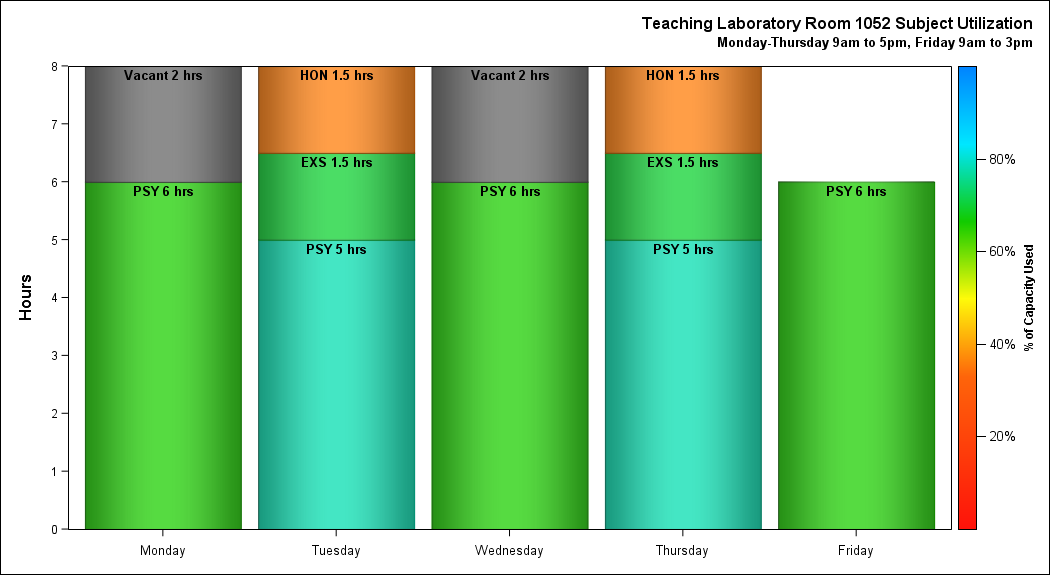 Teaching Laboratory Room 1052 Subject Utilization
Monday-Thursday 9am to 5pm, Friday 9am to 3pm
Hours
8
7
6
5
4
3
2
1
0
Vacant 2 hrs
PSY 6 hrs
HON 1.5 hrs
EXS 1.5 hrs
PSY 5 hrs
Vacant 2 hrs
PSY 6 hrs
HON 1.5 hrs
EXS 1.5 hrs
PSY 5 hrs
PSY 6 hrs
Monday
Tuesday
Wednesday
Thursday
Friday
80%
60%
40%
20%
% of Capacity Used